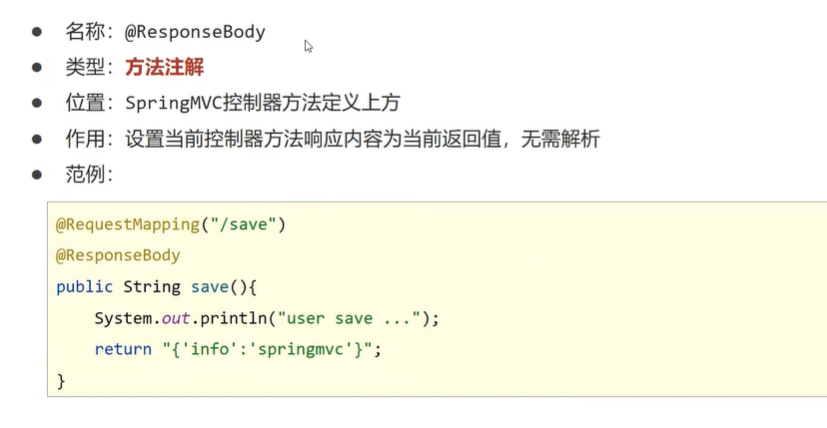 ● 名称：@ResponseBody
● 类型：方法注解
● 位置：SpringMVC控制器方法定义上方
● 作用：设置当前控制器方法响应内容为当前返回值，无需解析
● 范例：
@RequestMapping("/save")
@ResponseBody
public String save(){
    System.out.println("user save ...");
    return "{'info':'springmvc'}";
}